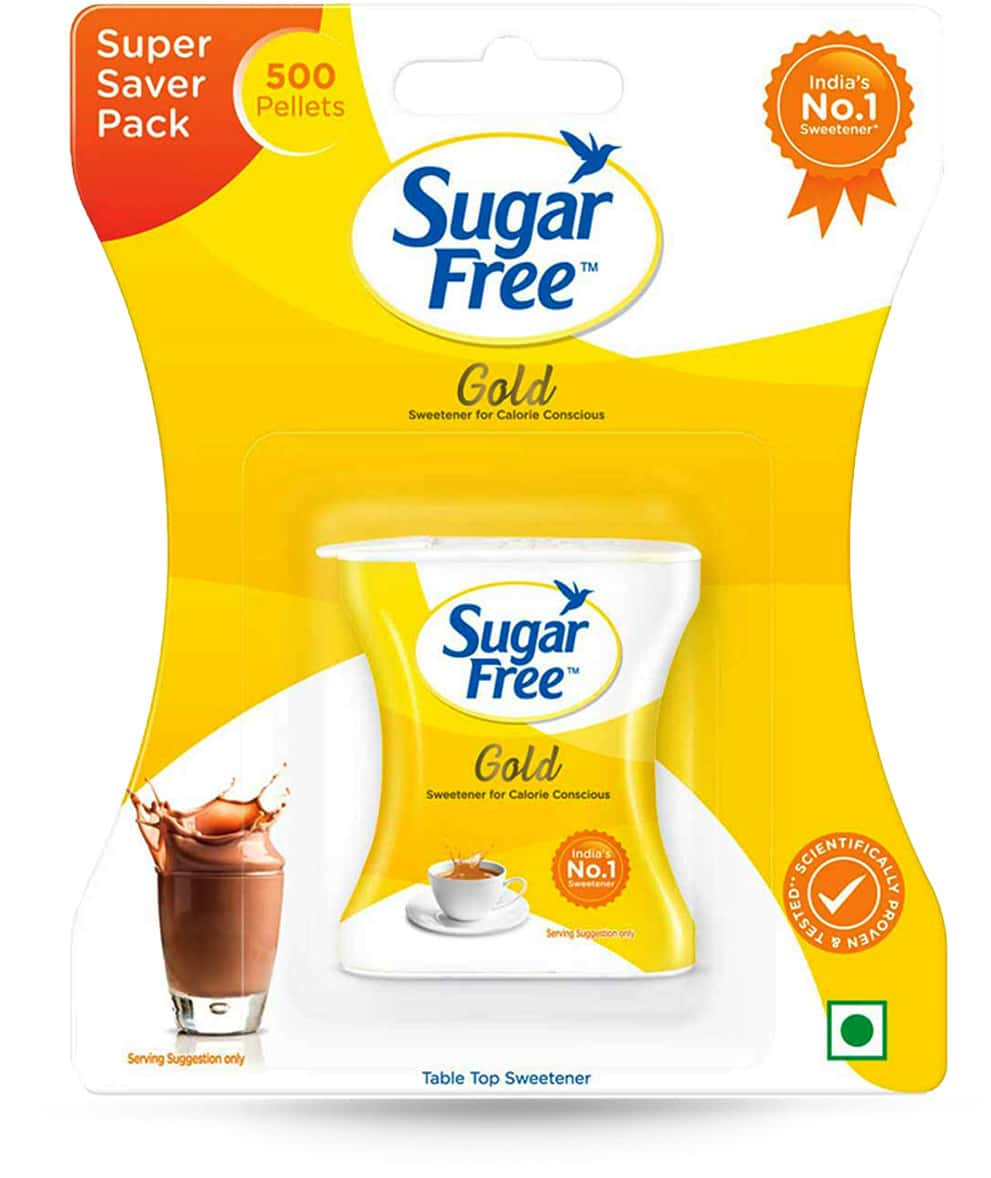 Super
Saver
Pack
500
Pellets
India's
No.1
Sweetener*
Sugar
Free™
Gold
Sweetener for Calorie Conscious
Sugar
Free™
Gold
Sweetener for Calorie Conscious
India's
No.1
Sweetener
Serving Suggestion only
SCIENTIFICALLY PROVEN & TESTED**
Serving Suggestion only
Table Top Sweetener